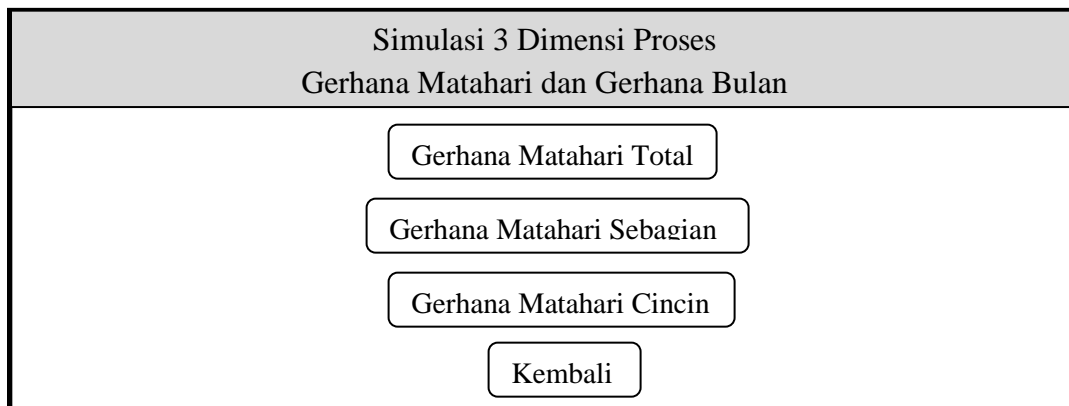 Simulasi 3 Dimensi Proses
Gerhana Matahari dan Gerhana Bulan
Gerhana Matahari Total
Gerhana Matahari Sebagian
Gerhana Matahari Cincin
Kembali